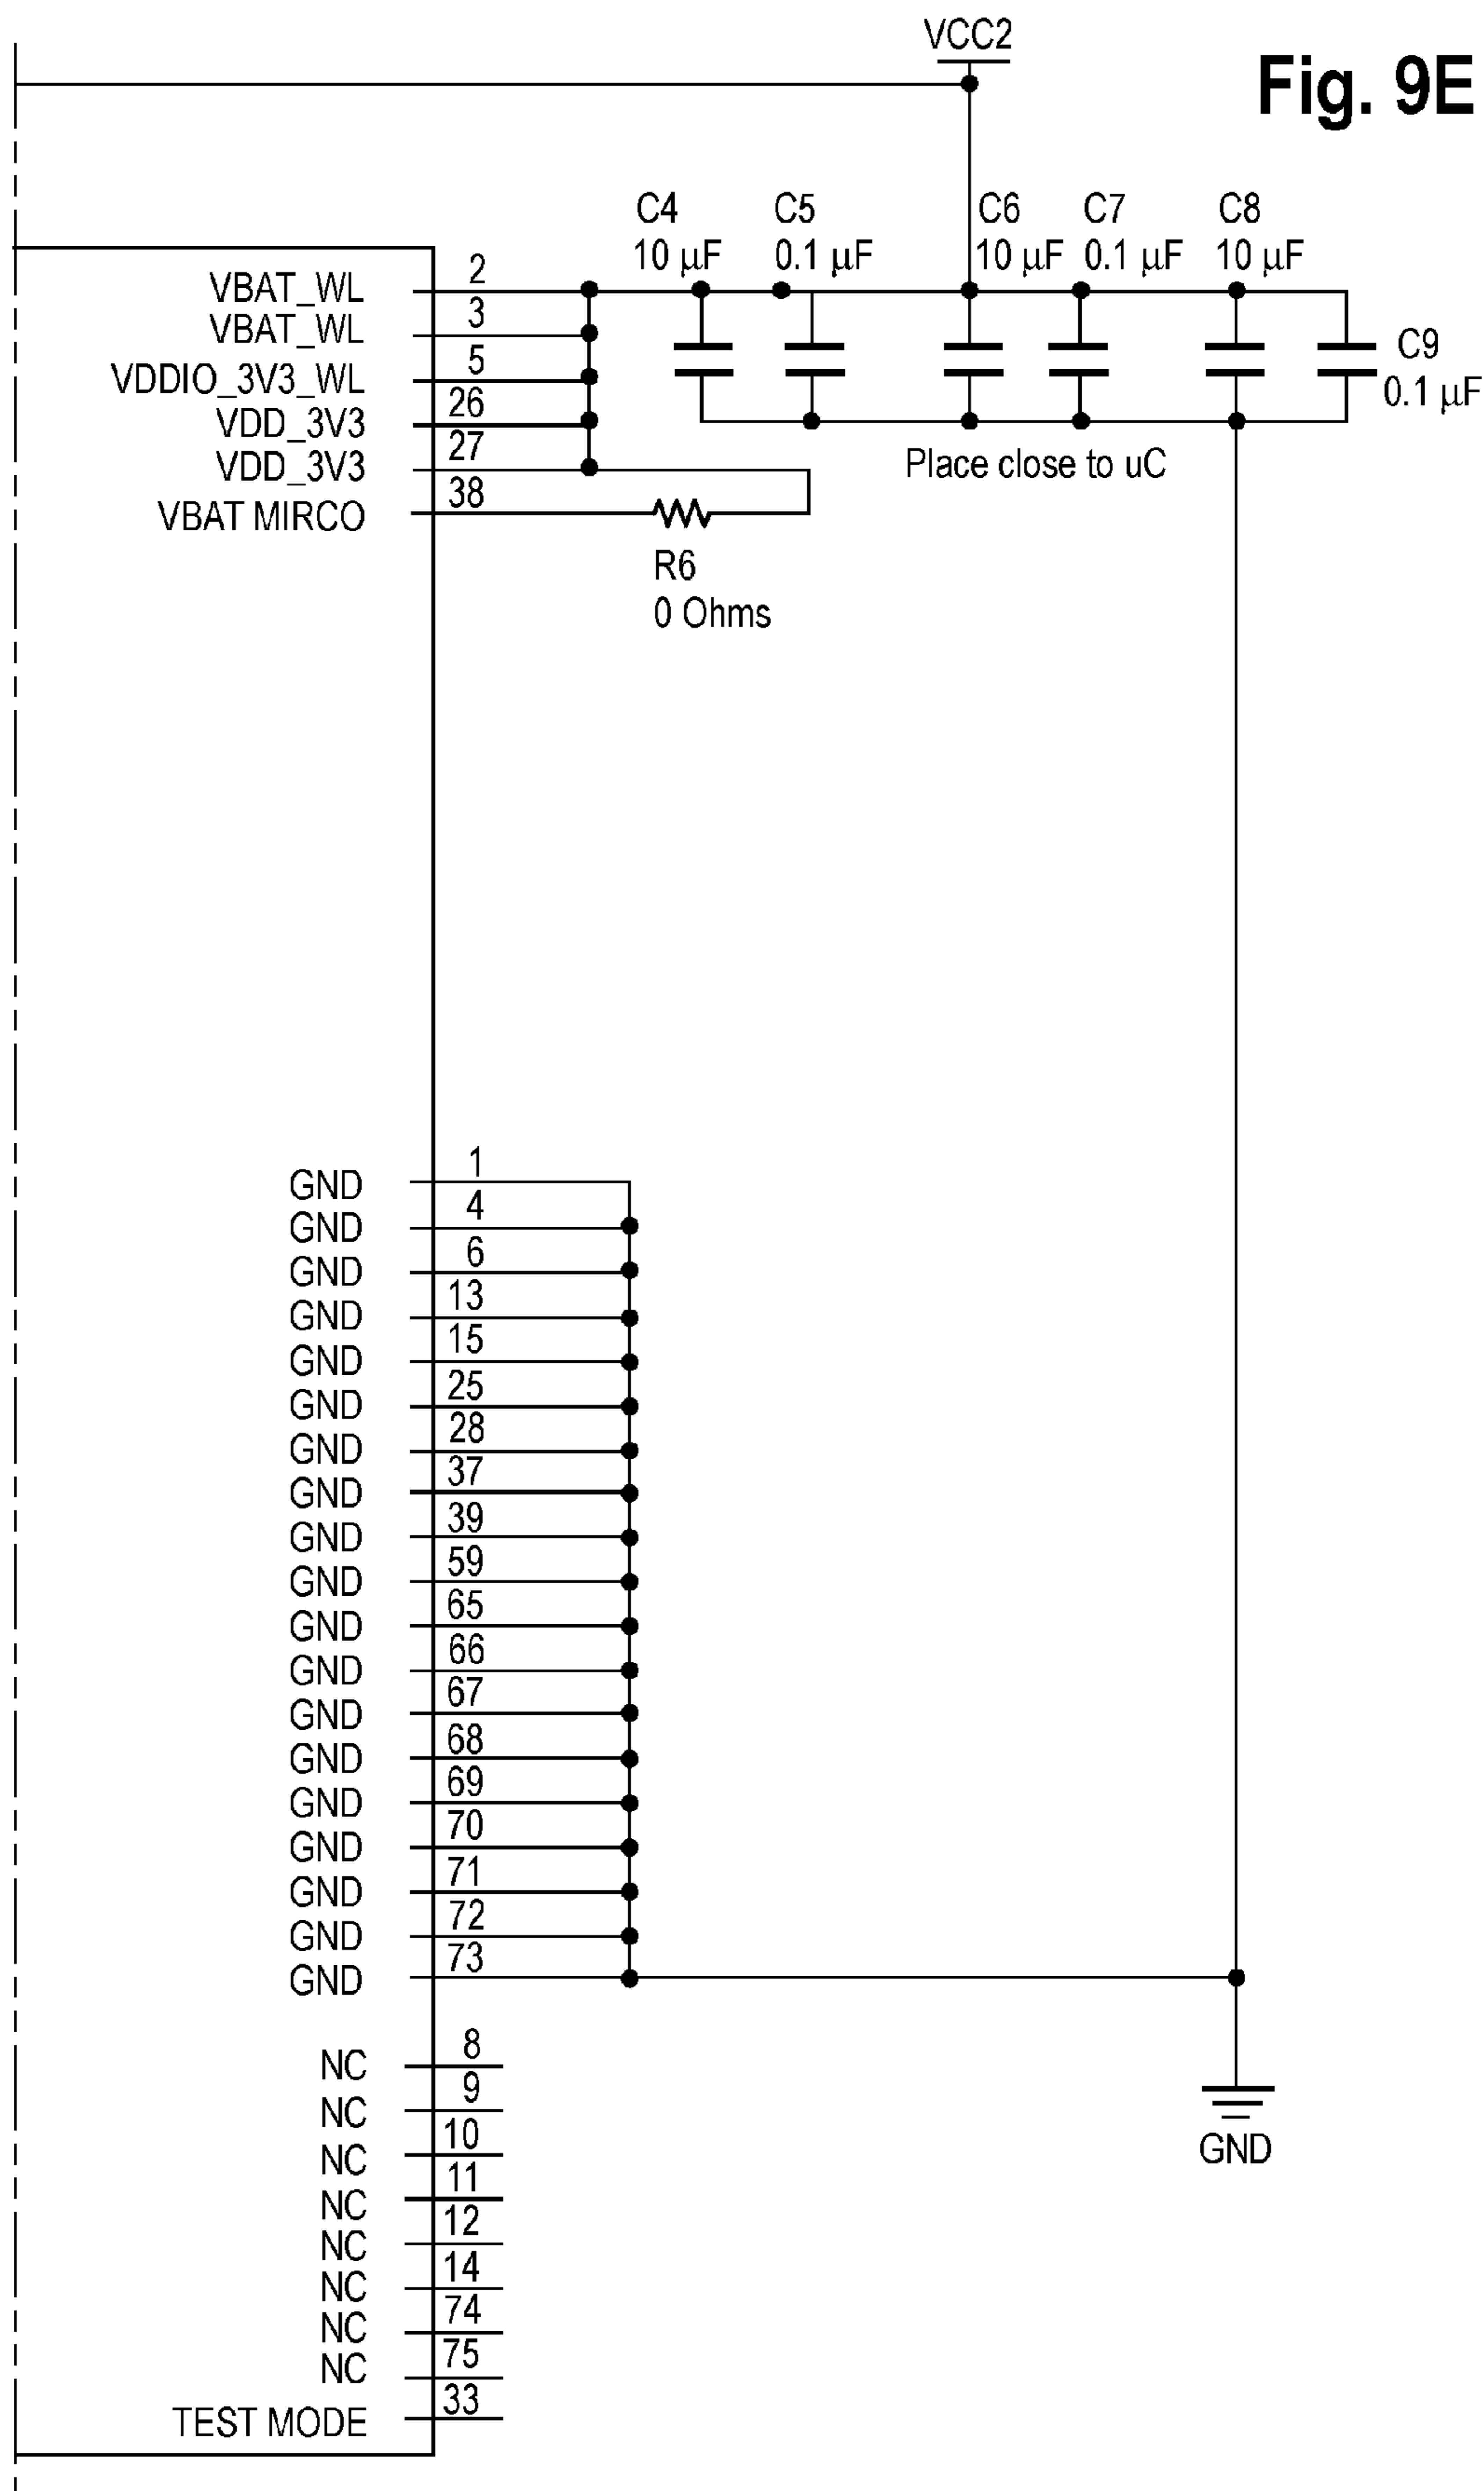 VCC2
Fig. 9E
C4
10 µF
C5
0.1 µF
C6
10 µF
C7
0.1 µF
C8
10 µF
C9
0.1 µF
VBAT_WL 2
VBAT_WL 3
VDDIO_3V3_WL 5
VDD_3V3 26
VDD_3V3 27
VBAT MIRCO 38
Place close to uC
R6
0 Ohms
GND 1
GND 4
GND 6
GND 13
GND 15
GND 25
GND 28
GND 37
GND 39
GND 59
GND 65
GND 66
GND 67
GND 68
GND 69
GND 70
GND 71
GND 72
GND 73
NC 8
NC 9
NC 10
NC 11
NC 12
NC 14
NC 74
NC 75
TEST MODE 33
GND